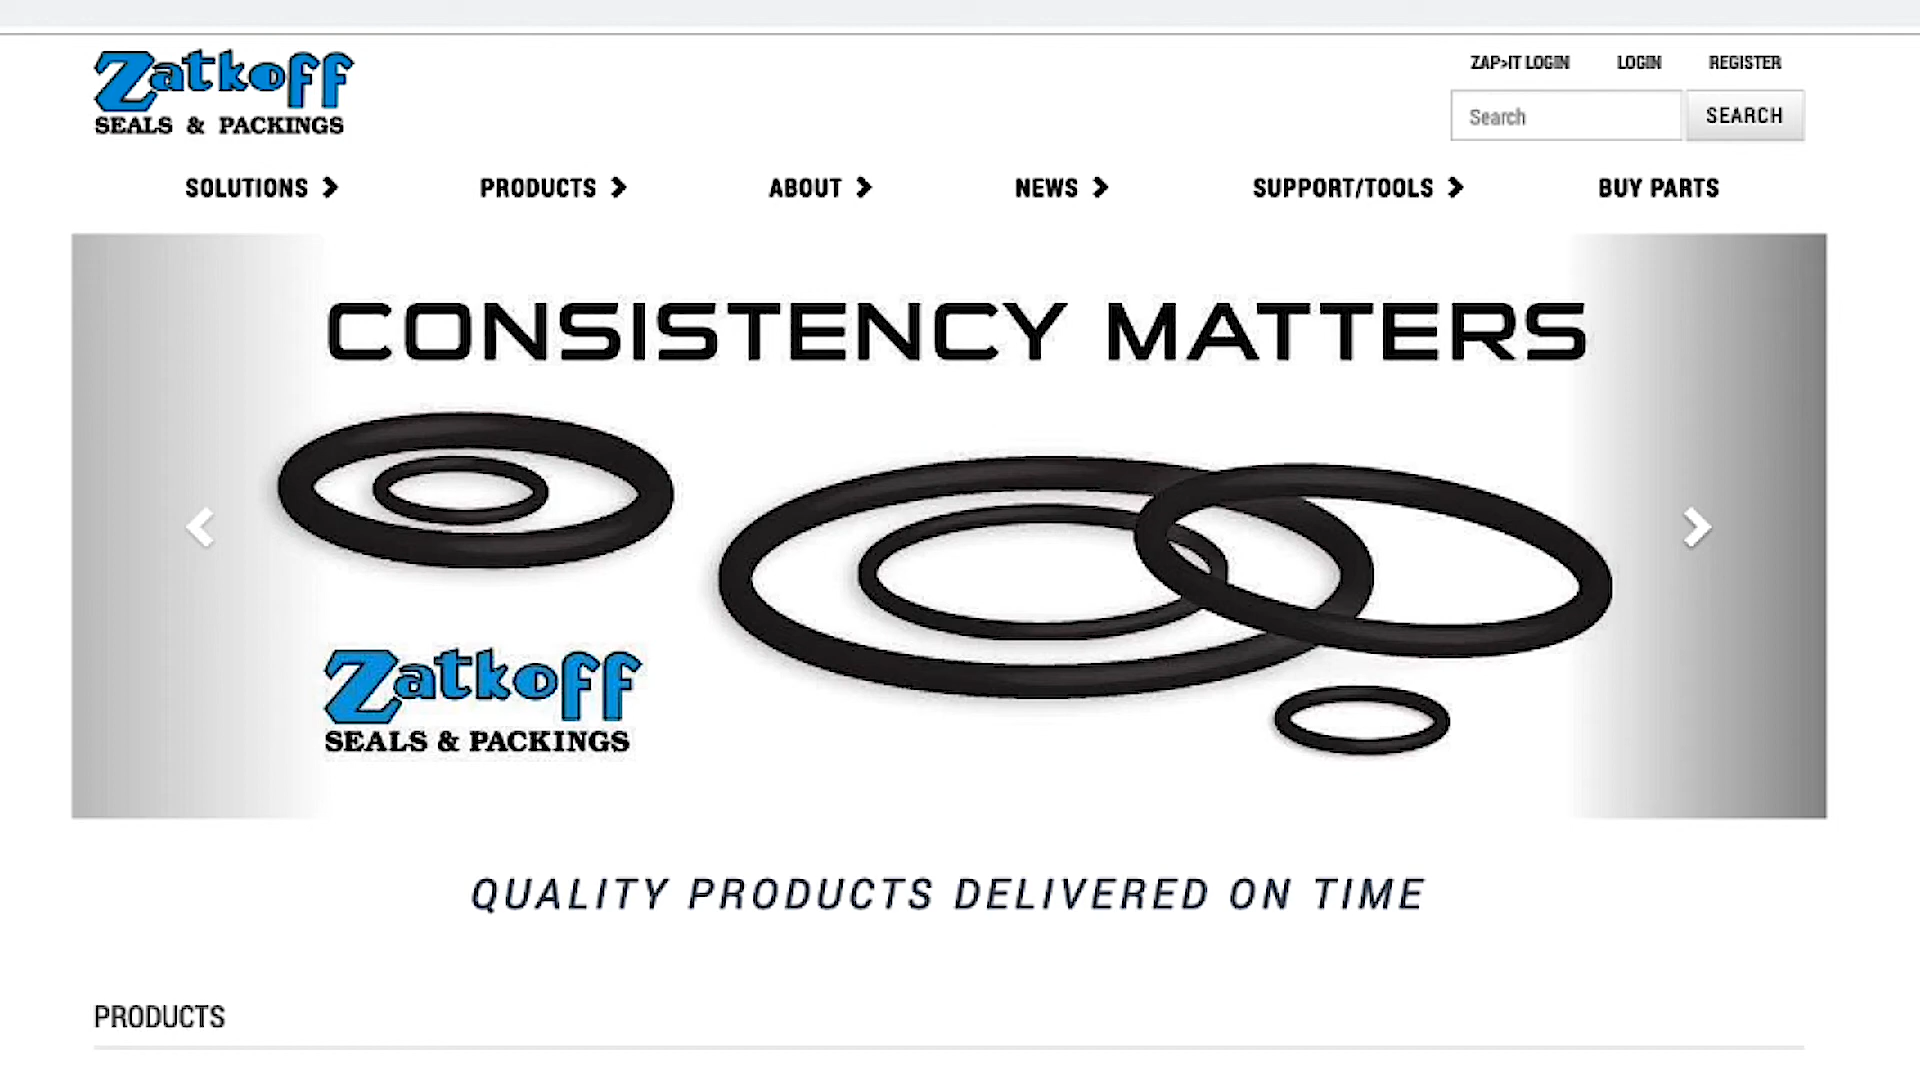 Zatkoff
SEALS & PACKINGS
ZAP>IT LOGIN LOGIN REGISTER
Search SEARCH
SOLUTIONS PRODUCTS ABOUT NEWS SUPPORT/TOOLS BUY PARTS
CONSISTENCY MATTERS
Zatkoff
SEALS & PACKINGS
QUALITY PRODUCTS DELIVERED ON TIME
PRODUCTS